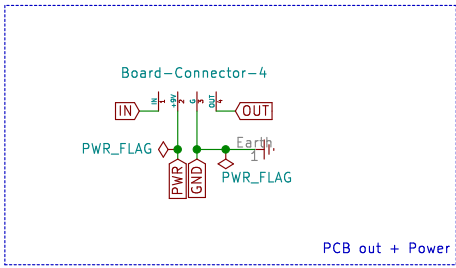 Board-Connector-4
IN
+9V
G
OUT
1
2
3
4
IN
OUT
PWR_FLAG
Earth
1
PWR
GND
PWR_FLAG
PCB out + Power